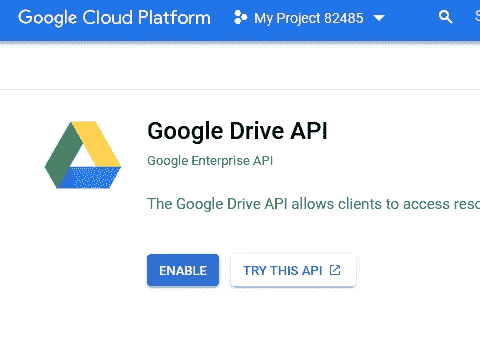 Google Cloud Platform My Project 82485 S
Google Drive API
Google Enterprise API
The Google Drive API allows clients to access reso
ENABLE TRY THIS API